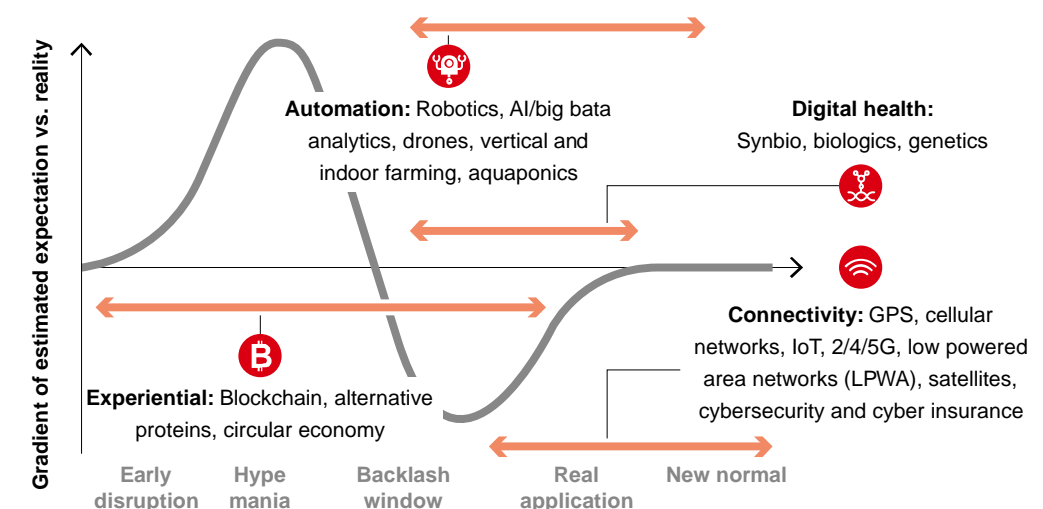 Gradient of estimated expectation vs. reality
Automation: Robotics, AI/big bata
analytics, drones, vertical and
indoor farming, aquaponics
Digital health:
Synbio, biologics, genetics
Experiential: Blockchain, alternative
proteins, circular economy
Connectivity: GPS, cellular
networks, IoT, 2/4/5G, low powered
area networks (LPWA), satellites,
cybersecurity and cyber insurance
Early
disruption
Hype
mania
Backlash
window
Real
application
New normal